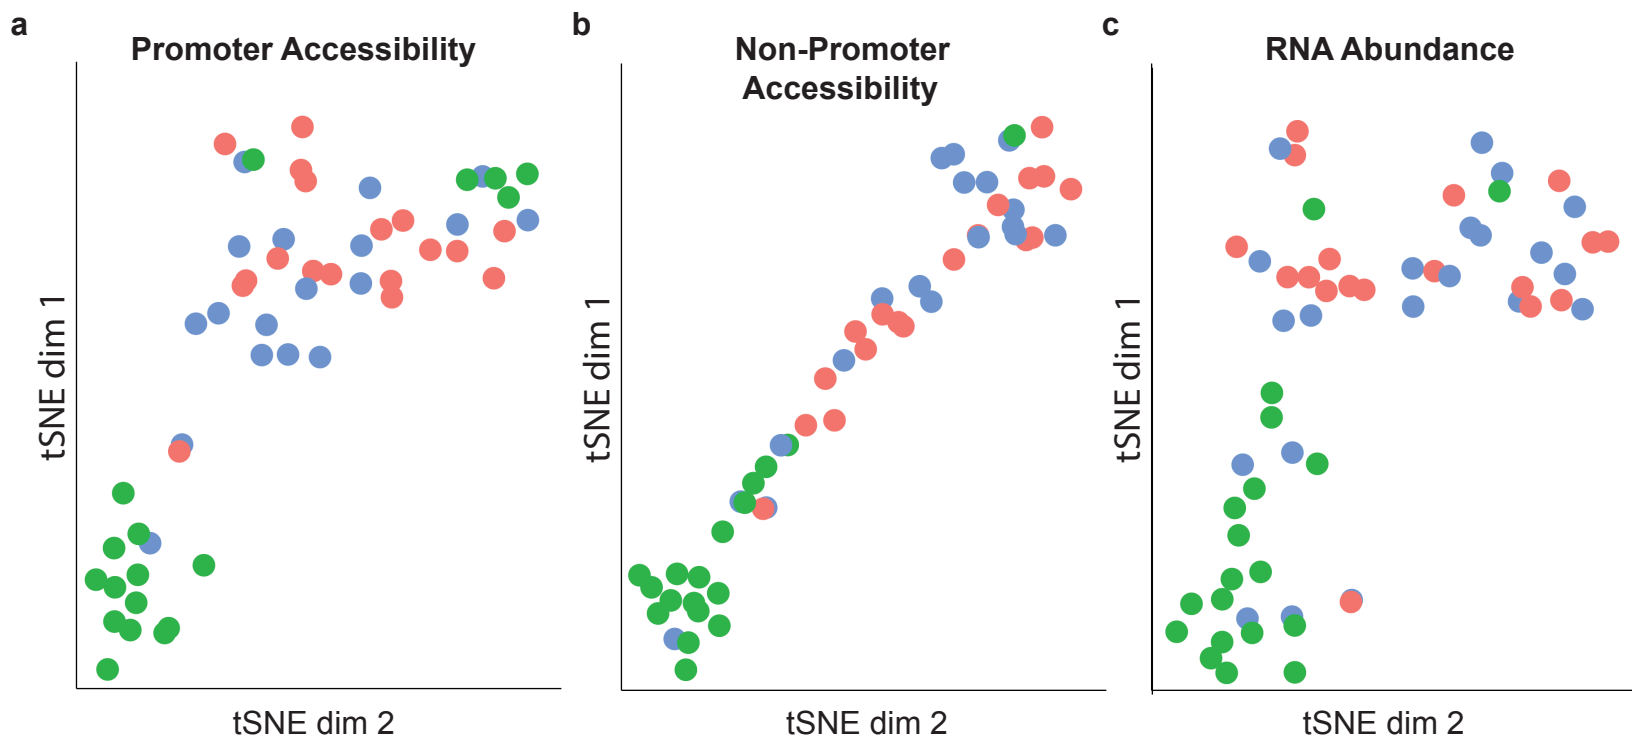 a
Promoter Accessibility
tSNE dim 1
tSNE dim 2
b
Non-Promoter
Accessibility
tSNE dim 1
tSNE dim 2
c
RNA Abundance
tSNE dim 1
tSNE dim 2